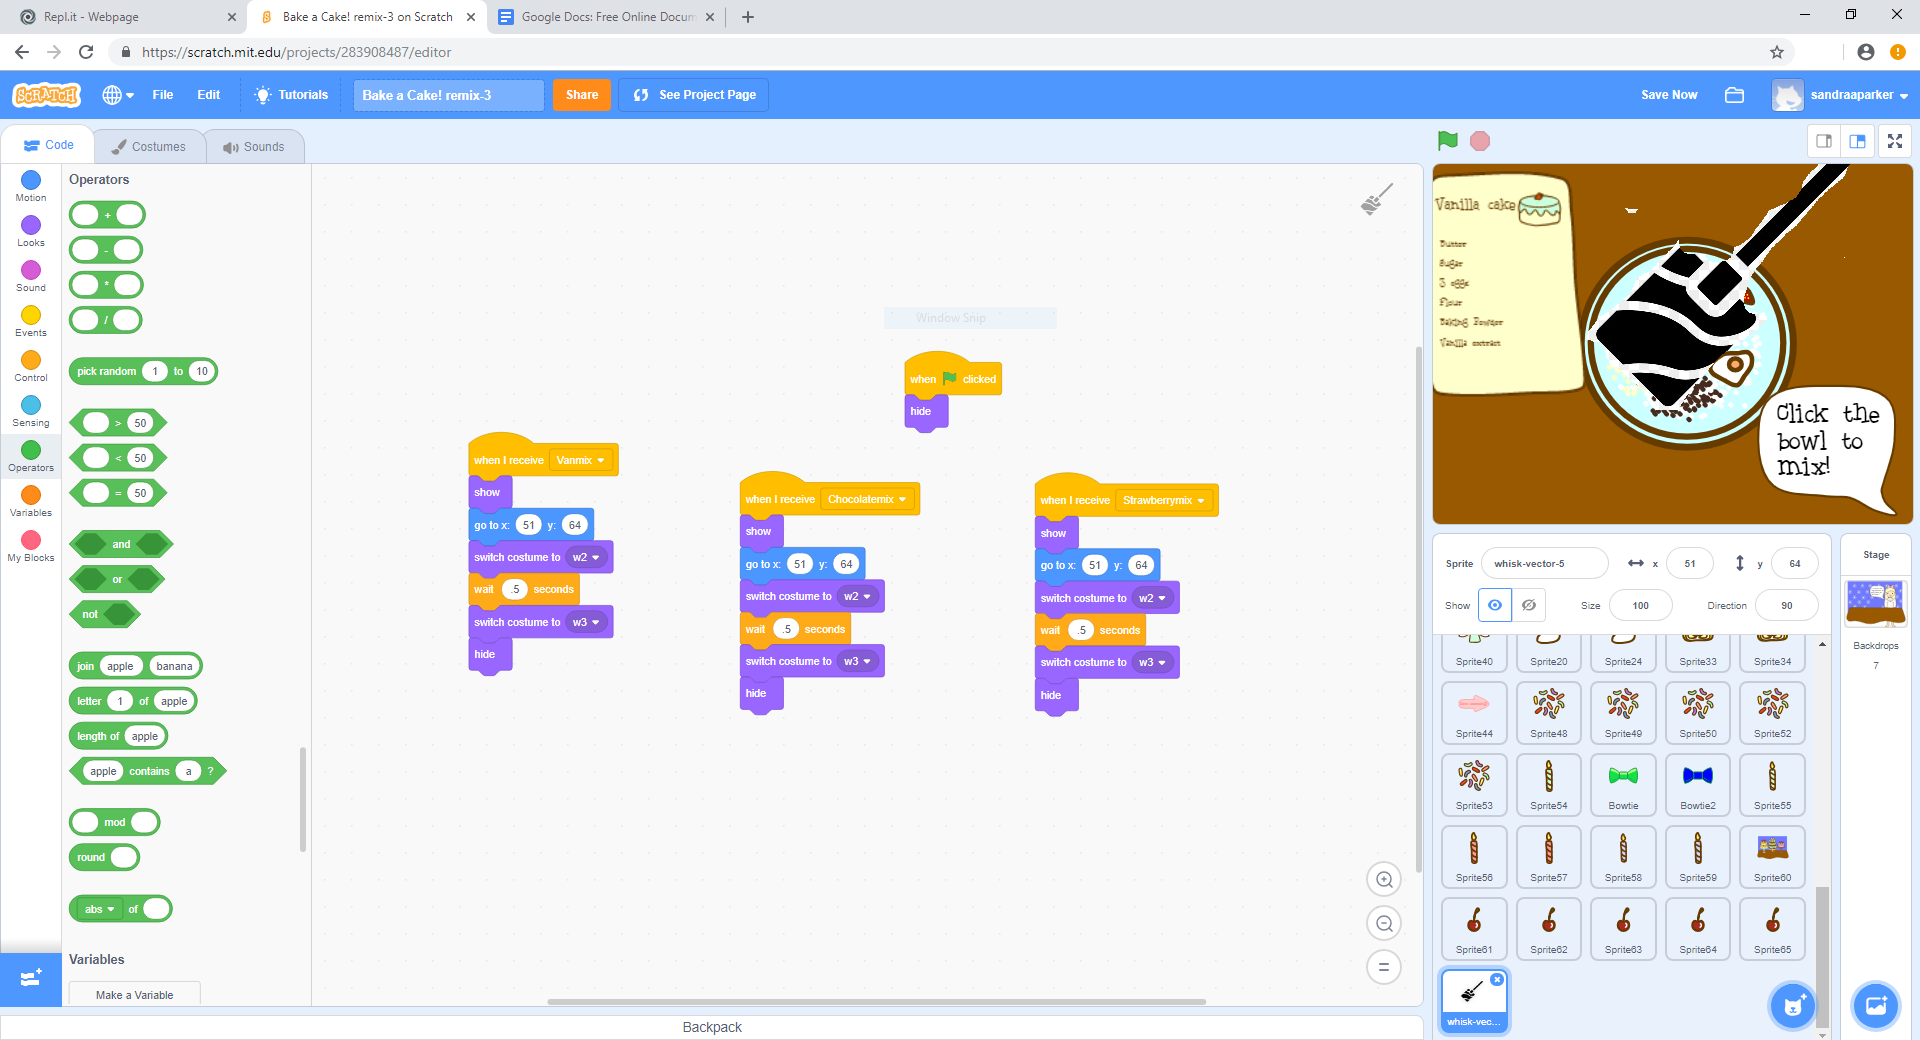 Repl.it - Webpage
Bake a Cake! remix-3 on Scratch
Google Docs: Free Online Docum
https://scratch.mit.edu/projects/283908487/editor
SCRATCH
File
Edit
Tutorials
Bake a Cake! remix-3
Share
See Project Page
Save Now
sandraaparker
Code
Costumes
Sounds
Motion
Looks
Sound
Events
Control
Sensing
Operators
Variables
My Blocks
Operators
+
-
*
/
pick random 1 to 10
> 50
< 50
= 50
and
or
not
join apple banana
letter 1 of apple
length of apple
apple contains a ?
mod
round
abs of
Variables
Make a Variable
Window Snip
when clicked
hide
when I receive Vanmix
show
go to x: 51 y: 64
switch costume to w2
wait .5 seconds
switch costume to w3
hide
when I receive Chocolatemix
show
go to x: 51 y: 64
switch costume to w2
wait .5 seconds
switch costume to w3
hide
when I receive Strawberrymix
show
go to x: 51 y: 64
switch costume to w2
wait .5 seconds
switch costume to w3
hide
Backpack
Vanilla cake
Butter
Sugar
3 eggs
Flour
Baking Powder
Vanilla extract
Click the
bowl to
mix!
Sprite whisk-vector-5 x 51 y 64
Show Size 100 Direction 90
Sprite40 Sprite20 Sprite24 Sprite33 Sprite34
Sprite44 Sprite48 Sprite49 Sprite50 Sprite52
Sprite53 Sprite54 Bowtie Bowtie2 Sprite55
Sprite56 Sprite57 Sprite58 Sprite59 Sprite60
Sprite61 Sprite62 Sprite63 Sprite64 Sprite65
whisk-vec...
Stage
Backdrops
7